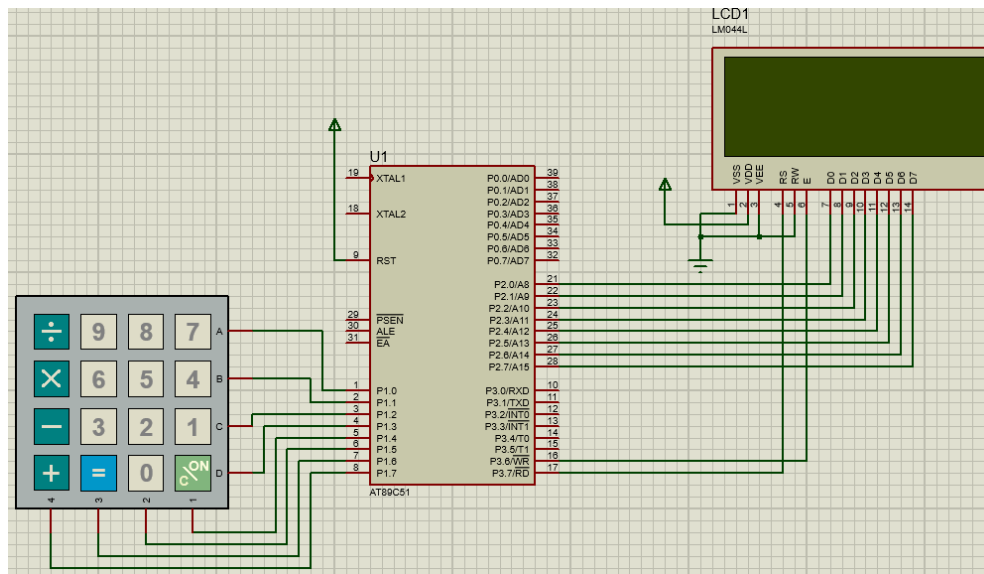 LCD1
LM044L
VSS VDD VEE RS RW E D0 D1 D2 D3 D4 D5 D6 D7
1 2 3 4 5 6 7 8 9 10 11 12 13 14
U1
19 XTAL1 P0.0/AD0 39
P0.1/AD1 38
P0.2/AD2 37
18 XTAL2 P0.3/AD3 36
P0.4/AD4 35
P0.5/AD5 34
P0.6/AD6 33
9 RST P0.7/AD7 32
P2.0/A8 21
P2.1/A9 22
P2.2/A10 23
29 PSEN P2.3/A11 24
30 ALE P2.4/A12 25
31 EA P2.5/A13 26
P2.6/A14 27
P2.7/A15 28
1 P1.0 P3.0/RXD 10
2 P1.1 P3.1/TXD 11
3 P1.2 P3.2/INT0 12
4 P1.3 P3.3/INT1 13
5 P1.4 P3.4/T0 14
6 P1.5 P3.5/T1 15
7 P1.6 P3.6/WR 16
8 P1.7 P3.7/RD 17
AT89C51
÷ 9 8 7 A
× 6 5 4 B
− 3 2 1 C
+ = 0 ON/C D
4 3 2 1